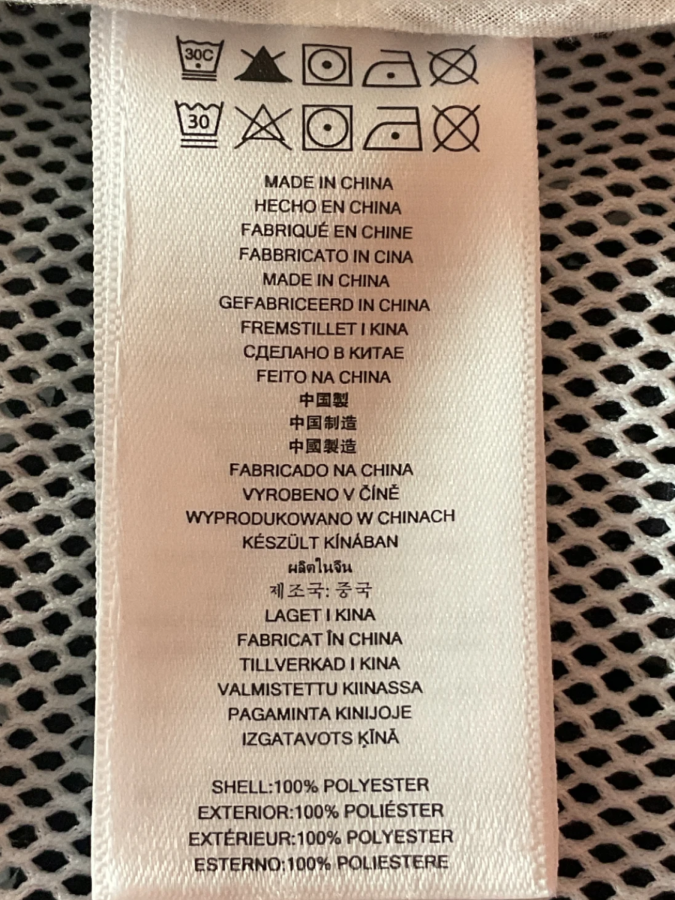 30C
30
MADE IN CHINA
HECHO EN CHINA
FABRIQUÉ EN CHINE
FABBRICATO IN CINA
MADE IN CHINA
GEFABRICEERD IN CHINA
FREMSTILLET I KINA
СДЕЛАНО В КИТАЕ
FEITO NA CHINA
中国製
中国制造
中國製造
FABRICADO NA CHINA
VYROBENO V ČÍNĚ
WYPRODUKOWANO W CHINACH
KÉSZÜLT KÍNÁBAN
ผลิตในจีน
제조국: 중국
LAGET I KINA
FABRICAT ÎN CHINA
TILLVERKAD I KINA
VALMISTETTU KIINASSA
PAGAMINTA KINIJOJE
IZGATAVOTS ĶĪNĀ
SHELL:100% POLYESTER
EXTERIOR:100% POLIÉSTER
EXTÉRIEUR:100% POLYESTER
ESTERNO:100% POLIESTERE